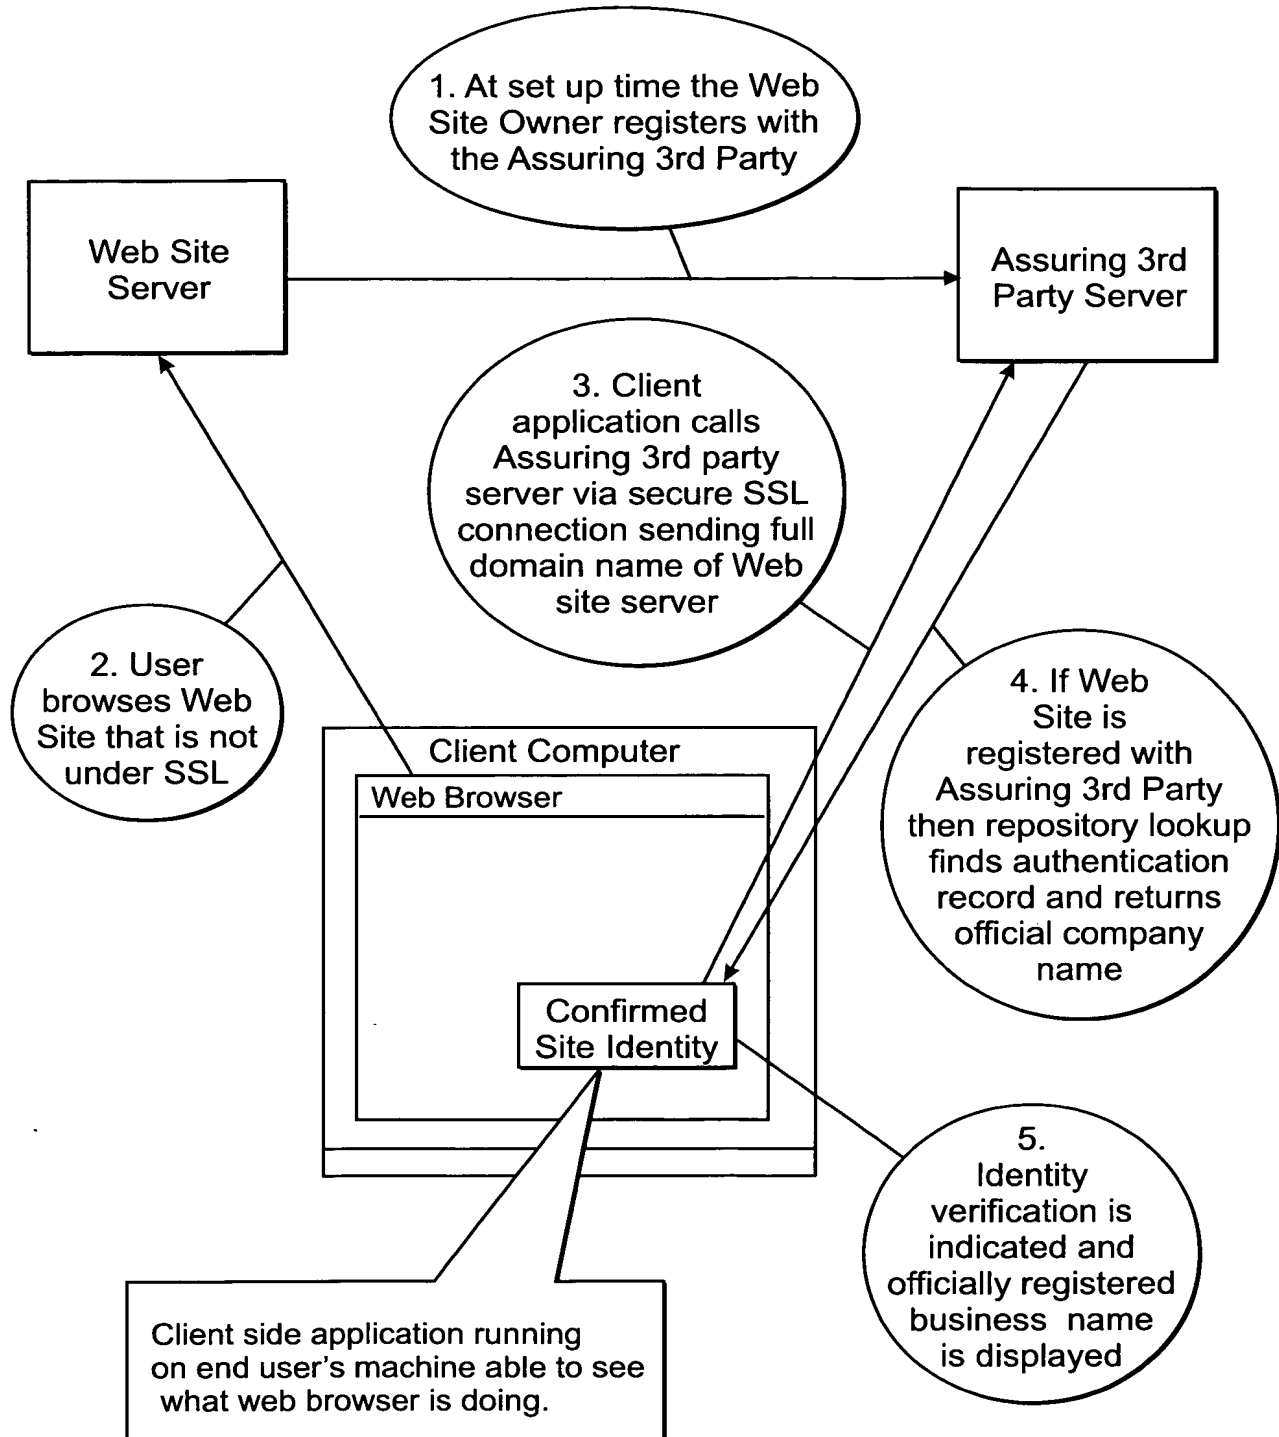 1. At set up time the Web
Site Owner registers with
the Assuring 3rd Party
Web Site
Server
Assuring 3rd
Party Server
3. Client
application calls
Assuring 3rd party
server via secure SSL
connection sending full
domain name of Web
site server
2. User
browses Web
Site that is not
under SSL
4. If Web
Site is
registered with
Assuring 3rd Party
then repository lookup
finds authentication
record and returns
official company
name
Client Computer
Web Browser
Confirmed
Site Identity
5.
Identity
verification is
indicated and
officially registered
business name
is displayed
Client side application running
on end user's machine able to see
what web browser is doing.